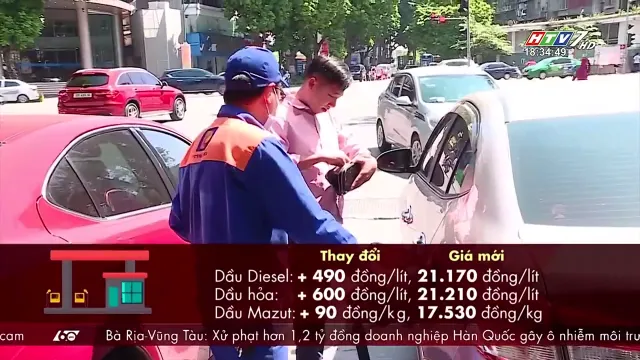 HTV7 HD
18:34:49
Thay đổi Giá mới
Dầu Diesel: + 490 đồng/lít, 21.170 đồng/lít
Dầu hỏa: + 600 đồng/lít, 21.210 đồng/lít
Dầu Mazut: + 90 đồng/kg, 17.530 đồng/kg
cam 60 Bà Rịa-Vũng Tàu: Xử phạt hơn 1,2 tỷ đồng doanh nghiệp Hàn Quốc gây ô nhiễm môi trư